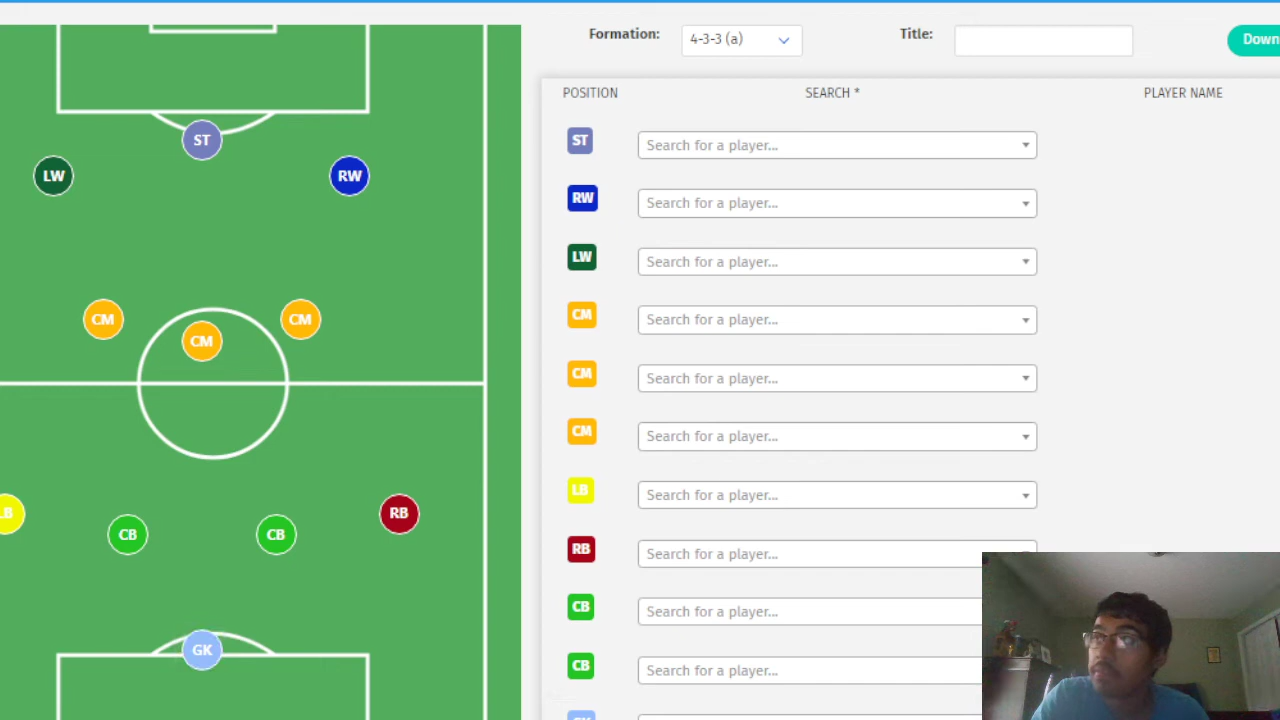 Formation:
4-3-3 (a)
Title:
Down
POSITION
SEARCH *
PLAYER NAME
ST
LW
RW
CM
CM
CM
LB
CB
CB
RB
GK
ST
Search for a player...
RW
Search for a player...
LW
Search for a player...
CM
Search for a player...
CM
Search for a player...
CM
Search for a player...
LB
Search for a player...
RB
Search for a player...
CB
Search for a player...
CB
Search for a player...
GK